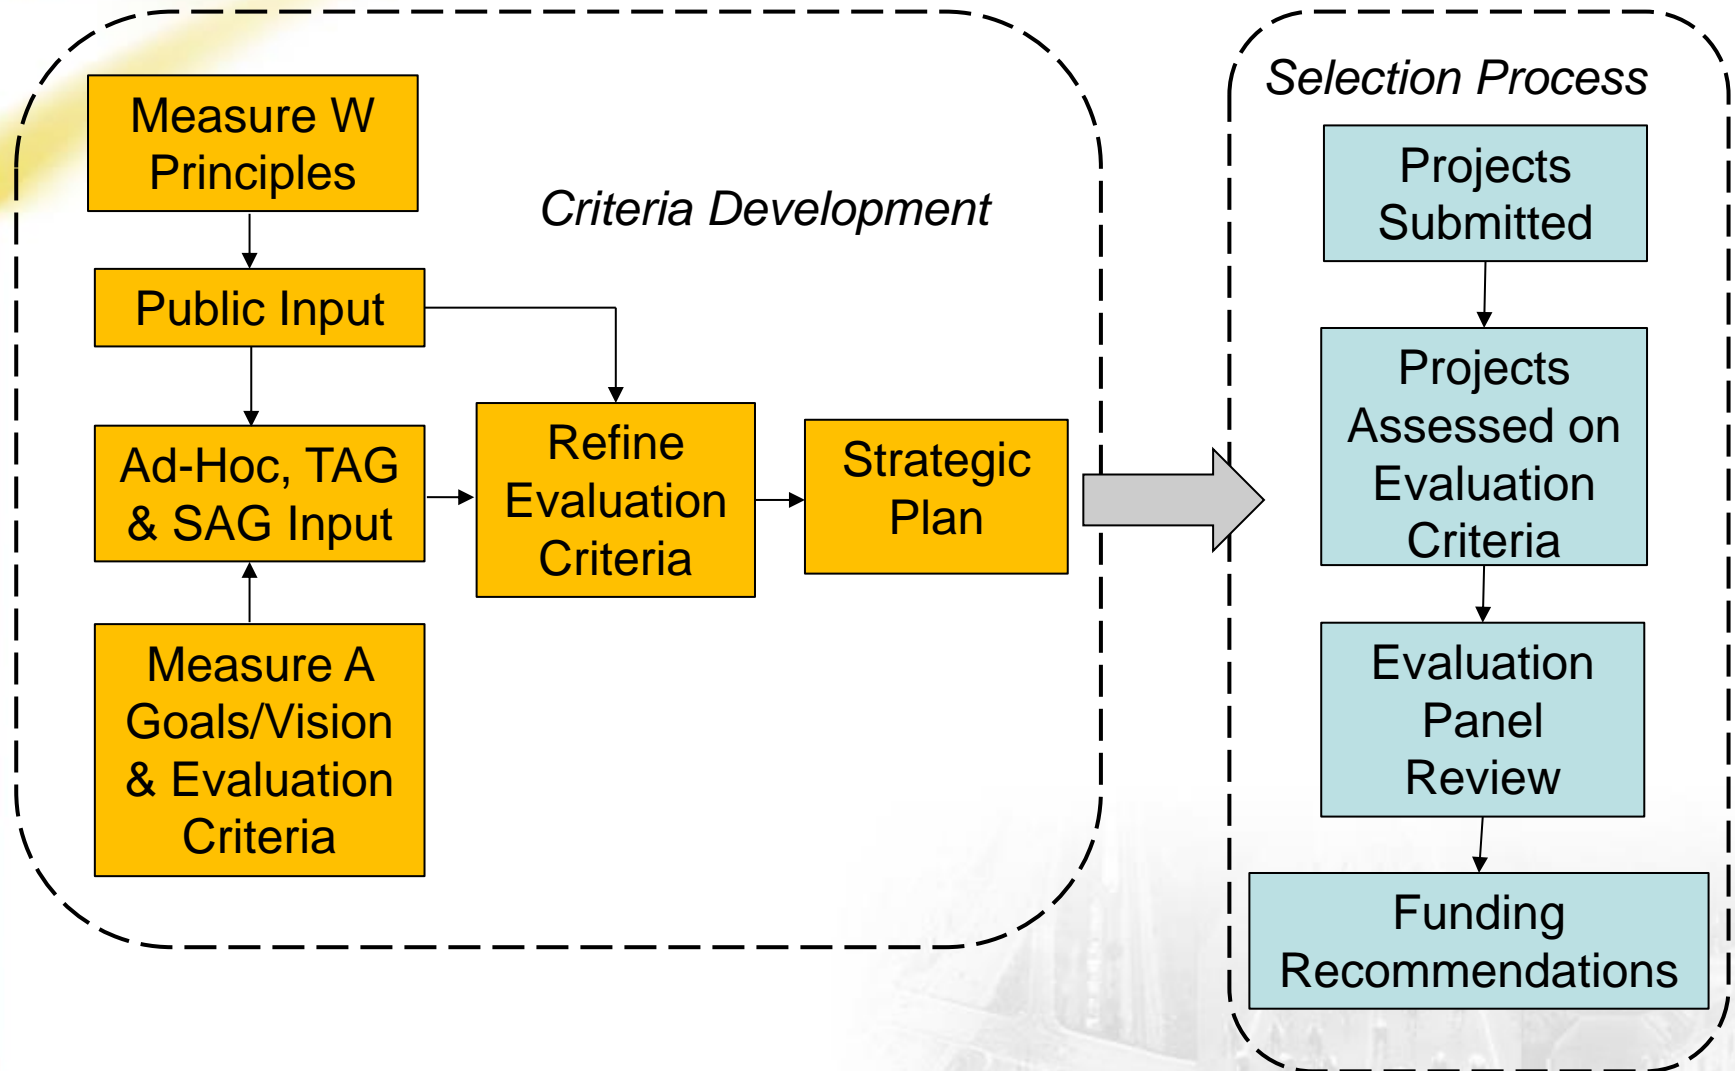 Measure W
Principles
Public Input
Ad-Hoc, TAG
& SAG Input
Measure A
Goals/Vision
& Evaluation
Criteria
Criteria Development
Refine
Evaluation
Criteria
Strategic
Plan
Selection Process
Projects
Submitted
Projects
Assessed on
Evaluation
Criteria
Evaluation
Panel
Review
Funding
Recommendations